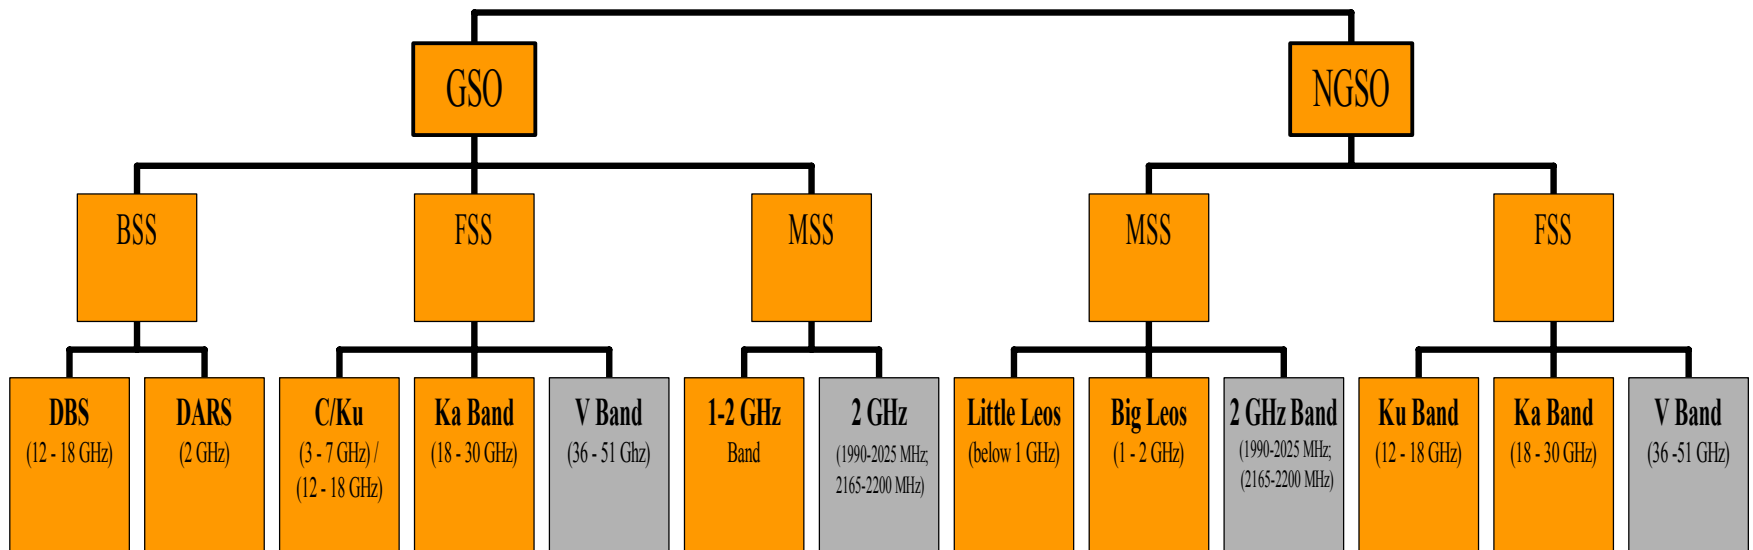 GSO
NGSO
BSS
FSS
MSS
MSS
FSS
DBS
(12 - 18 GHz)
DARS
(2 GHz)
C/Ku
(3 - 7 GHz) /
(12 - 18 GHz)
Ka Band
(18 - 30 GHz)
V Band
(36 - 51 Ghz)
1-2 GHz
Band
2 GHz
(1990-2025 MHz;
2165-2200 MHz)
Little Leos
(below 1 GHz)
Big Leos
(1 - 2 GHz)
2 GHz Band
(1990-2025 MHz;
(2165-2200 MHz)
Ku Band
(12 - 18 GHz)
Ka Band
(18 - 30 GHz)
V Band
(36 -51 GHz)